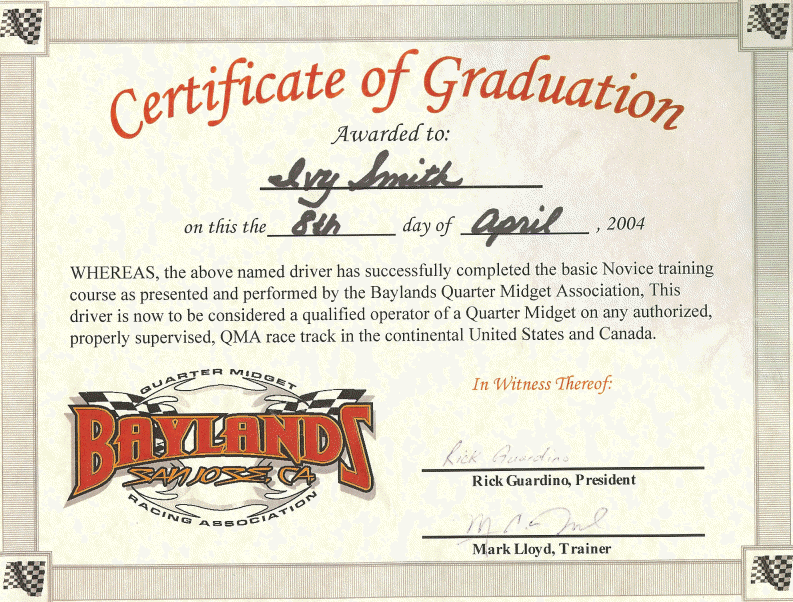 Certificate of Graduation
Awarded to:
Ivy Smith
on this the 8th day of April, 2004
WHEREAS, the above named driver has successfully completed the basic Novice training
course as presented and performed by the Baylands Quarter Midget Association, This
driver is now to be considered a qualified operator of a Quarter Midget on any authorized,
properly supervised, QMA race track in the continental United States and Canada.
QUARTER MIDGET
BAYLANDS
SAN JOSE, CA
RACING ASSOCIATION
In Witness Thereof:
Rick Guardino
Rick Guardino, President
Mark Lloyd, Trainer